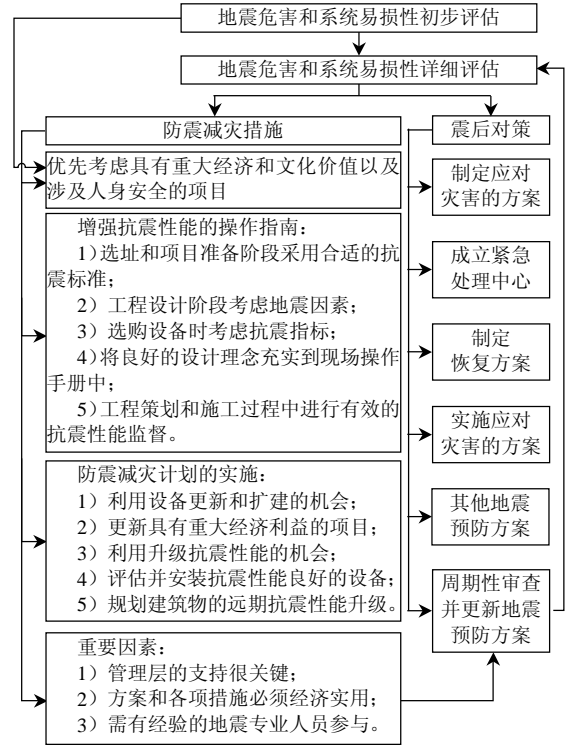 地震危害和系统易损性初步评估
地震危害和系统易损性详细评估
防震减灾措施
优先考虑具有重大经济和文化价值以及
涉及人身安全的项目
增强抗震性能的操作指南：
1）选址和项目准备阶段采用合适的抗
震标准；
2）工程设计阶段考虑地震因素；
3）选购设备时考虑抗震指标；
4）将良好的设计理念充实到现场操作
手册中；
5）工程策划和施工过程中进行有效的
抗震性能监督。
防震减灾计划的实施：
1）利用设备更新和扩建的机会；
2）更新具有重大经济利益的项目；
3）利用升级抗震性能的机会；
4）评估并安装抗震性能良好的设备；
5）规划建筑物的远期抗震性能升级。
重要因素：
1）管理层的支持很关键；
2）方案和各项措施必须经济实用；
3）需有经验的地震专业人员参与。
震后对策
制定应对
灾害的方案
成立紧急
处理中心
制定
恢复方案
实施应对
灾害的方案
其他地震
预防方案
周期性审查
并更新地震
预防方案